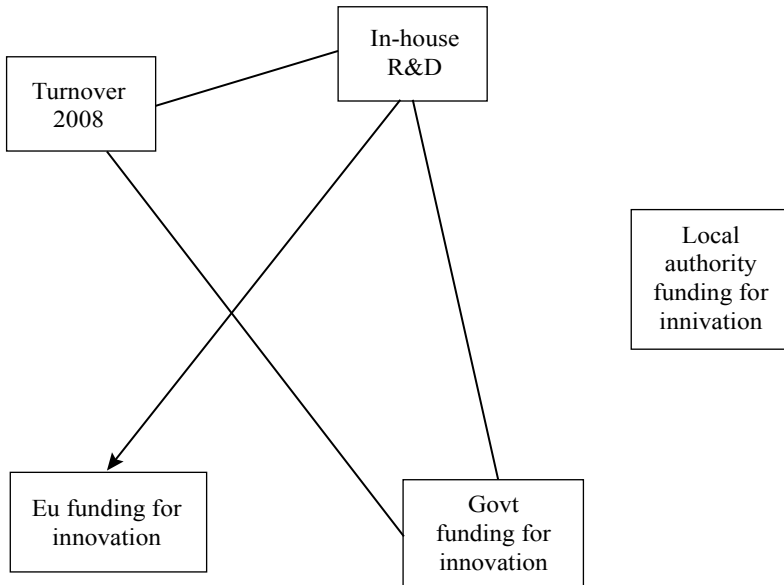 In-house
R&D
Turnover
2008
Local
authority
funding for
innivation
Eu funding for
innovation
Govt
funding for
innovation